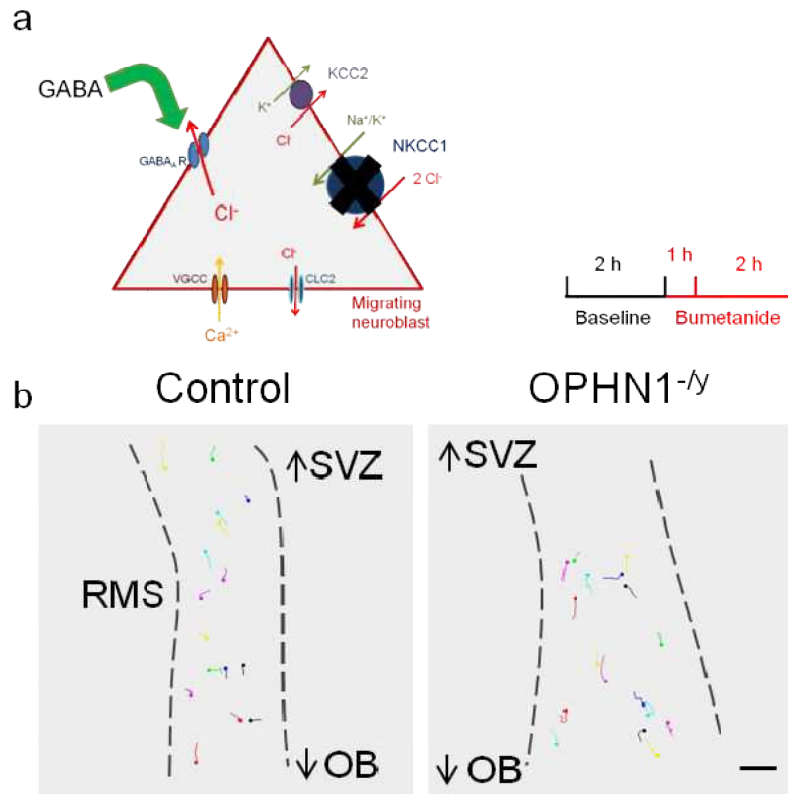 a
GABA
GABAA R
Cl-
K+
KCC2
Cl-
Na+/K+
NKCC1
2 Cl-
VGCC
Ca2+
Cl-
CLC2
Migrating
neuroblast
2 h
1 h
2 h
Baseline
Bumetanide
b
Control
OPHN1-/y
↑SVZ
RMS
↓OB
↑SVZ
↓OB